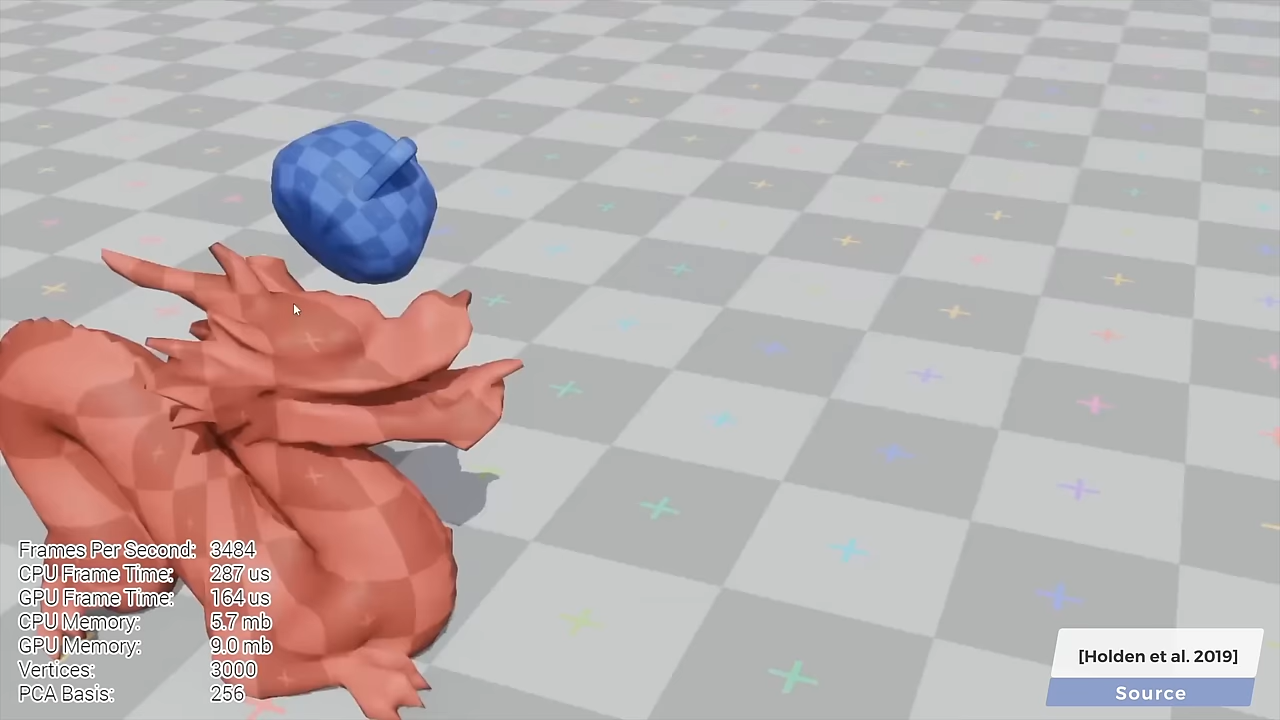 Frames Per Second: 3484
CPU Frame Time: 287 us
GPU Frame Time: 164 us
CPU Memory: 5.7 mb
GPU Memory: 9.0 mb
Vertices: 3000
PCA Basis: 256
[Holden et al. 2019]
Source